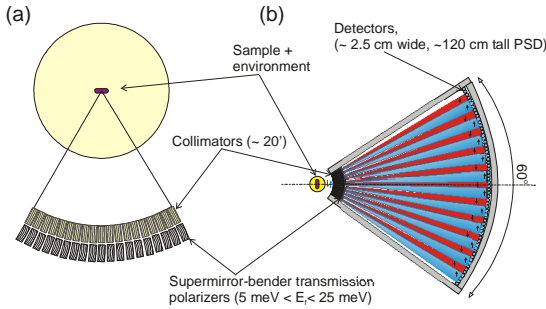 (a)
(b)
Detectors,
(~ 2.5 cm wide, ~120 cm tall PSD)
Sample +
environment
Collimators (~ 20')
60°
Supermirror-bender transmission
polarizers (5 meV < Ef< 25 meV)